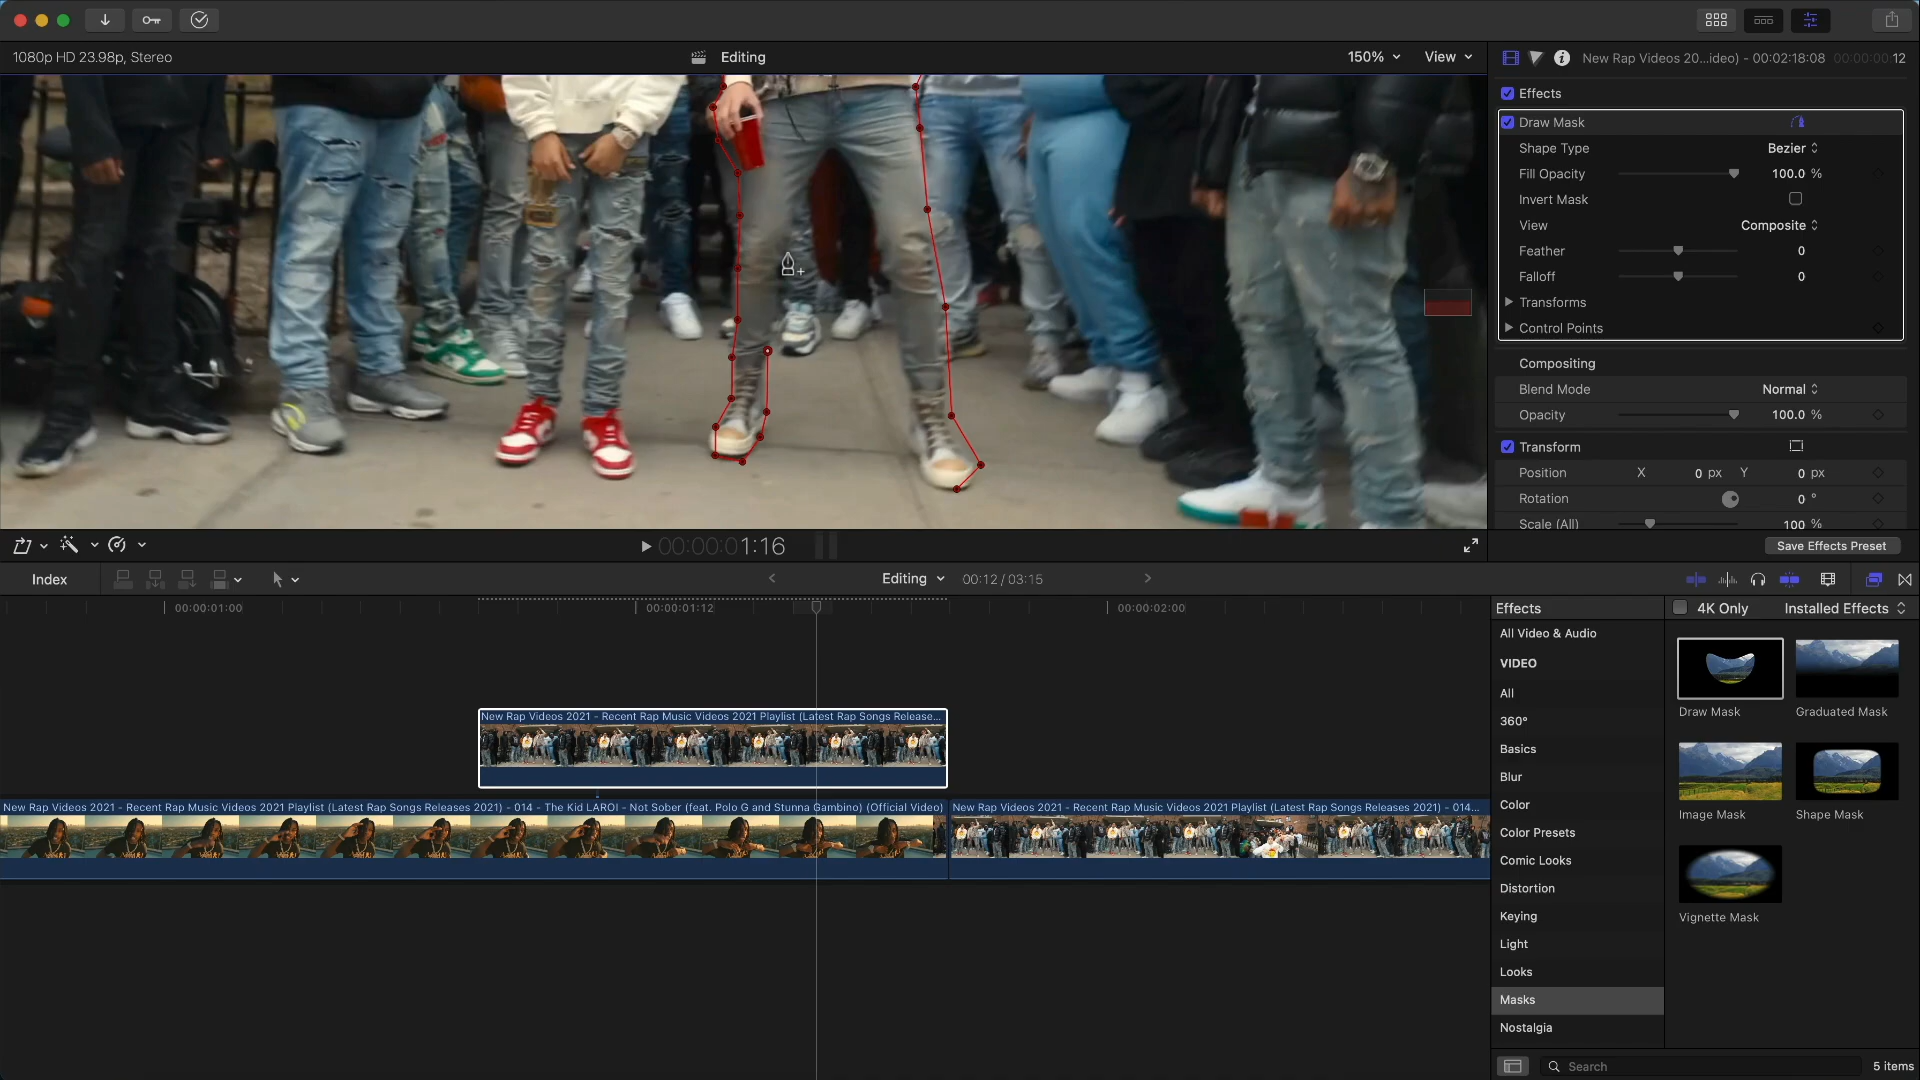 1080p HD 23.98p, Stereo
Editing
150%
View
New Rap Videos 20...ideo) - 00:02:18:08
00:00:00:12
Effects
Draw Mask
Shape Type
Bezier
Fill Opacity
100.0 %
Invert Mask
View
Composite
Feather
0
Falloff
0
Transforms
Control Points
Compositing
Blend Mode
Normal
Opacity
100.0 %
Transform
Position
X
0 px
Y
0 px
Rotation
0 °
Scale (All)
100 %
00:00:01:16
Save Effects Preset
Index
Editing
00:12 / 03:15
00:00:01:00
00:00:01:12
00:00:02:00
New Rap Videos 2021 - Recent Rap Music Videos 2021 Playlist (Latest Rap Songs Release...
New Rap Videos 2021 - Recent Rap Music Videos 2021 Playlist (Latest Rap Songs Releases 2021) - 014 - The Kid LAROI - Not Sober (feat. Polo G and Stunna Gambino) (Official Video)
New Rap Videos 2021 - Recent Rap Music Videos 2021 Playlist (Latest Rap Songs Releases 2021) - 014...
Effects
4K Only
Installed Effects
All Video & Audio
VIDEO
All
360°
Basics
Blur
Color
Color Presets
Comic Looks
Distortion
Keying
Light
Looks
Masks
Nostalgia
Draw Mask
Graduated Mask
Image Mask
Shape Mask
Vignette Mask
Search
5 items